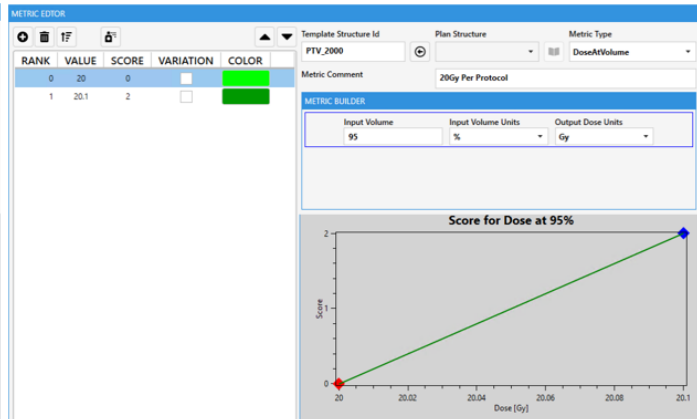 METRIC EDITOR
RANK VALUE SCORE VARIATION COLOR
0 20 0
1 20.1 2
Template Structure Id Plan Structure Metric Type
PTV_2000 DoseAtVolume
Metric Comment 20Gy Per Protocol
METRIC BUILDER
Input Volume Input Volume Units Output Dose Units
95 % Gy
Score for Dose at 95%
2
1
0
Score
20 20.02 20.04 20.06 20.08 20.1
Dose [Gy]